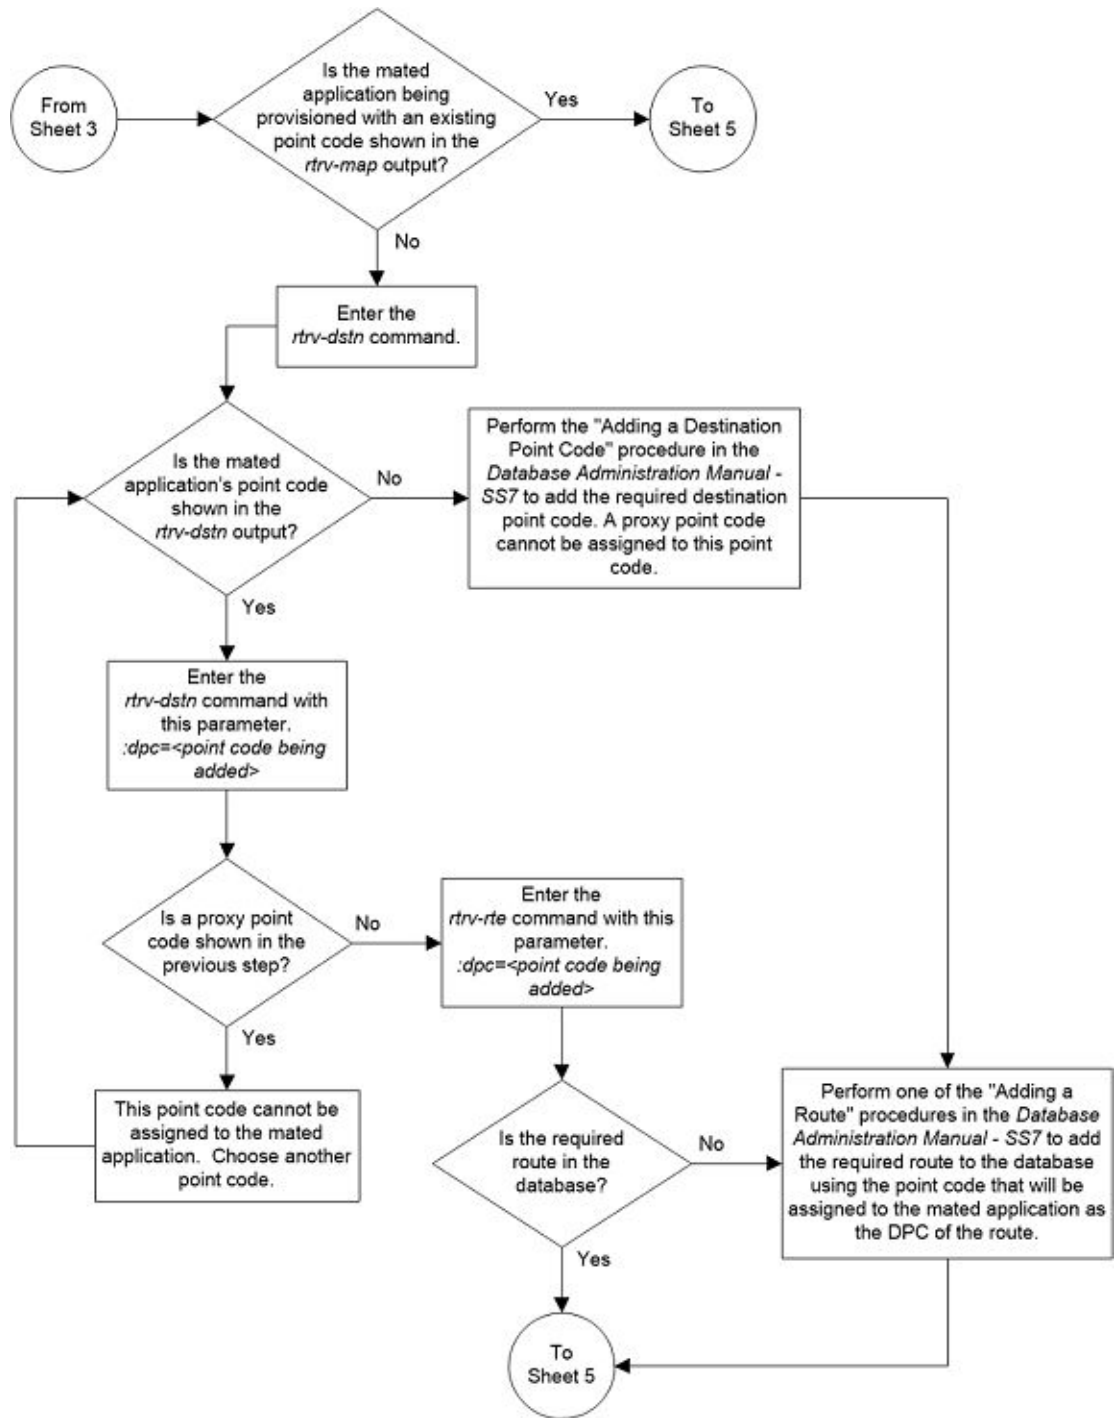 From
Sheet 3
Is the mated
application being
provisioned with an existing
point code shown in the
rtrv-map output?
Yes
To
Sheet 5
No
Enter the
rtrv-dstn command.
Is the mated
application's point code
shown in the
rtrv-dstn output?
No
Perform the "Adding a Destination
Point Code" procedure in the
Database Administration Manual -
SS7 to add the required destination
point code. A proxy point code
cannot be assigned to this point
code.
Yes
Enter the
rtrv-dstn command with
this parameter.
:dpc=<point code being
added>
Is a proxy point
code shown in the
previous step?
No
Enter the
rtrv-rte command with this
parameter.
:dpc=<point code being
added>
Yes
This point code cannot be
assigned to the mated
application. Choose another
point code.
Is the required
route in the
database?
No
Perform one of the "Adding a
Route" procedures in the Database
Administration Manual - SS7 to add
the required route to the database
using the point code that will be
assigned to the mated application as
the DPC of the route.
Yes
To
Sheet 5